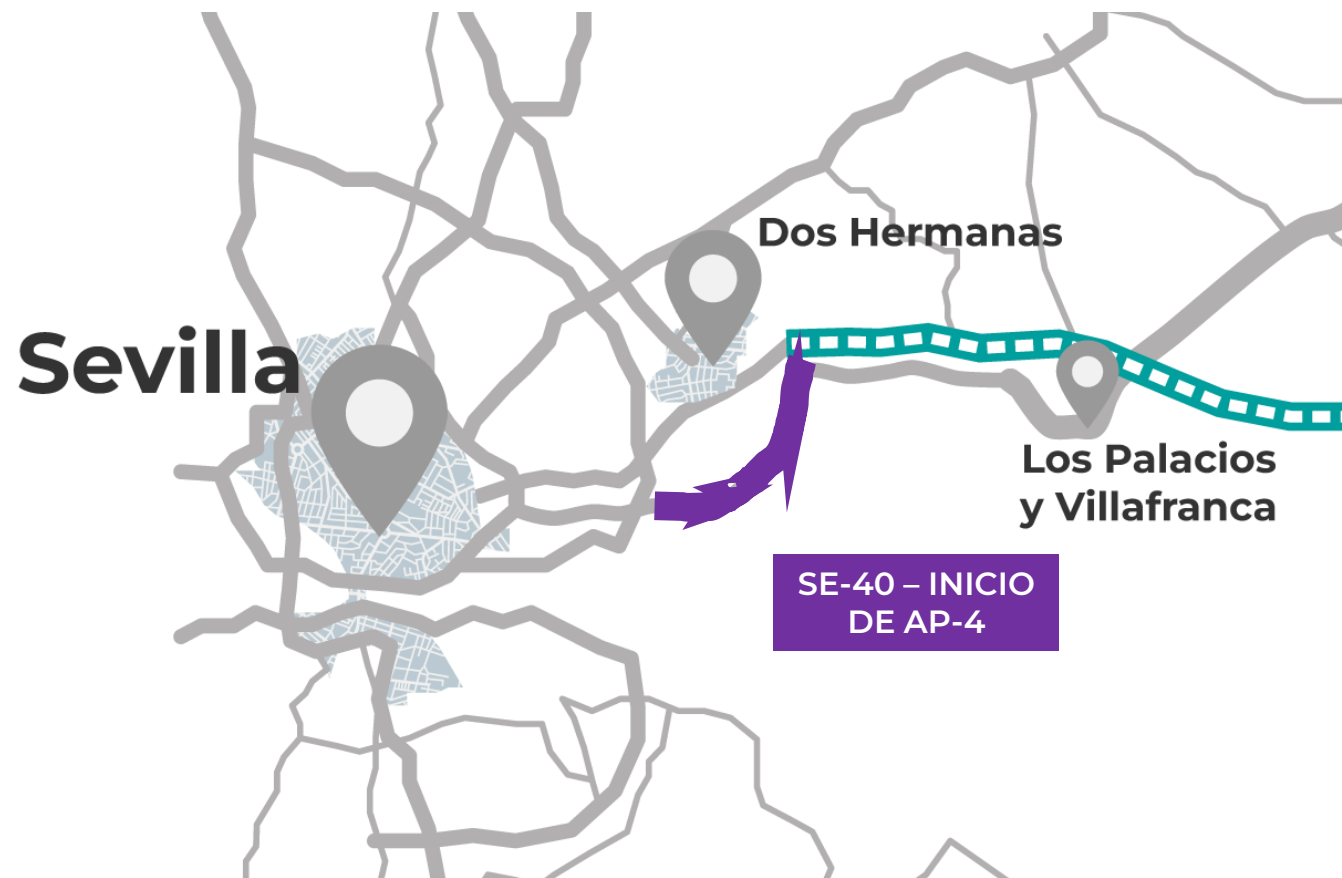 Dos Hermanas
Sevilla
Los Palacios
y Villafranca
SE-40 – INICIO
DE AP-4